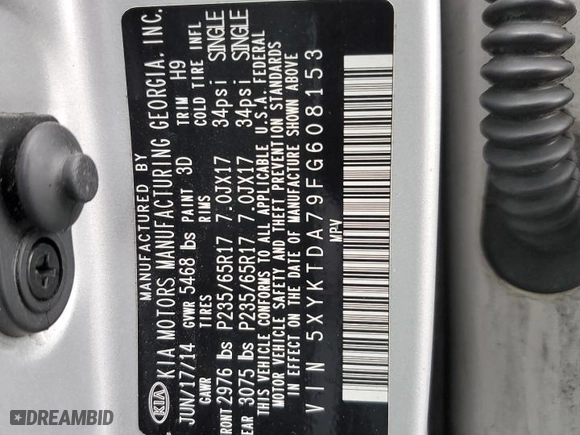 KIA
MANUFACTURED BY
KIA MOTORS MANUFACTURING GEORGIA, INC.
JUN/17/14 GVWR 5468 lbs PAINT 3D TRIM H9
GAWR TIRES RIMS COLD TIRE INFL
FRONT 2976 lbs P235/65R17 7.0JX17 34psi SINGLE
REAR 3075 lbs P235/65R17 7.0JX17 34psi SINGLE
THIS VEHICLE CONFORMS TO ALL APPLICABLE U.S.A. FEDERAL
MOTOR VEHICLE SAFETY AND THEFT PREVENTION STANDARDS
IN EFFECT ON THE DATE OF MANUFACTURE SHOWN ABOVE
VIN 5XYKTDA79FG608153
MPV
DREAMBID